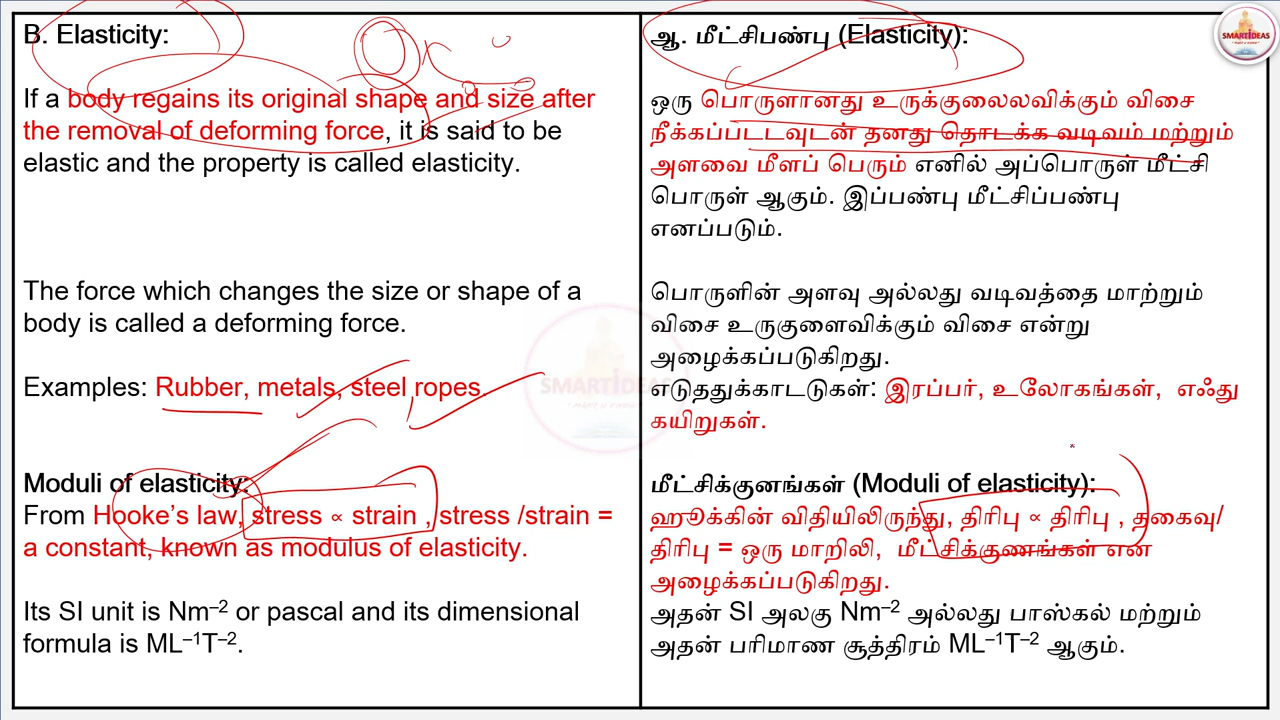 B. Elasticity:
If a body regains its original shape and size after
the removal of deforming force, it is said to be
elastic and the property is called elasticity.
The force which changes the size or shape of a
body is called a deforming force.
Examples: Rubber, metals, steel ropes.
Moduli of elasticity:
From Hooke's law, stress ∝ strain , stress /strain =
a constant, known as modulus of elasticity.
Its SI unit is Nm⁻² or pascal and its dimensional
formula is ML⁻¹T⁻².
ஆ. மீட்சிபண்பு (Elasticity):
ஒரு பொருளானது உருக்குலைலவிக்கும் விசை
நீக்கப்படடவுடன் தனது தொடக்க வடிவம் மற்றும்
அளவை மீளப் பெரும் எனில் அப்பொருள் மீட்சி
பொருள் ஆகும். இப்பண்பு மீட்சிப்பண்பு
எனப்படும்.
பொருளின் அளவு அல்லது வடிவத்தை மாற்றும்
விசை உருகுளைவிக்கும் விசை என்று
அழைக்கப்படுகிறது.
எடுததுக்காடடுகள்: இரப்பர், உலோகங்கள், எஃது
கயிறுகள்.
மீட்சிக்குனங்கள் (Moduli of elasticity):
ஹூக்கின் விதியிலிருந்து, திரிபு ∝ திரிபு , தகைவு/
திரிபு = ஒரு மாறிலி, மீட்சிக்குணங்கள் என
அழைக்கப்படுகிறது.
அதன் SI அலகு Nm⁻² அல்லது பாஸ்கல் மற்றும்
அதன் பரிமாண சூத்திரம் ML⁻¹T⁻² ஆகும்.
SMARTIDEAS
SMARTIDEAS